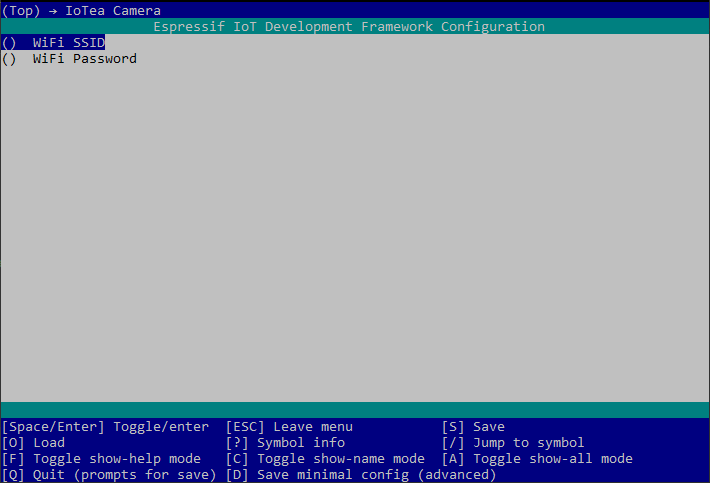 (Top) → IoTea Camera
Espressif IoT Development Framework Configuration
() WiFi SSID
() WiFi Password
[Space/Enter] Toggle/enter [ESC] Leave menu [S] Save
[O] Load [?] Symbol info [/] Jump to symbol
[F] Toggle show-help mode [C] Toggle show-name mode [A] Toggle show-all mode
[Q] Quit (prompts for save) [D] Save minimal config (advanced)